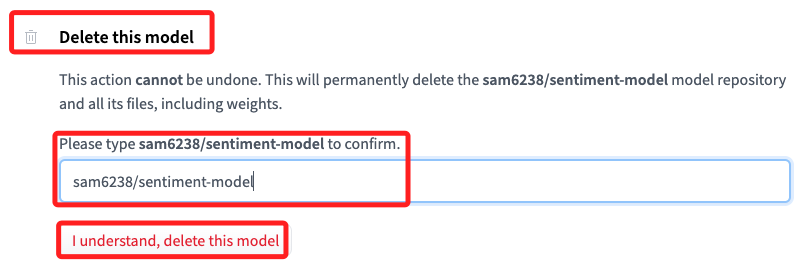 Delete this model
This action cannot be undone. This will permanently delete the sam6238/sentiment-model model repository
and all its files, including weights.
Please type sam6238/sentiment-model to confirm.
sam6238/sentiment-model
I understand, delete this model